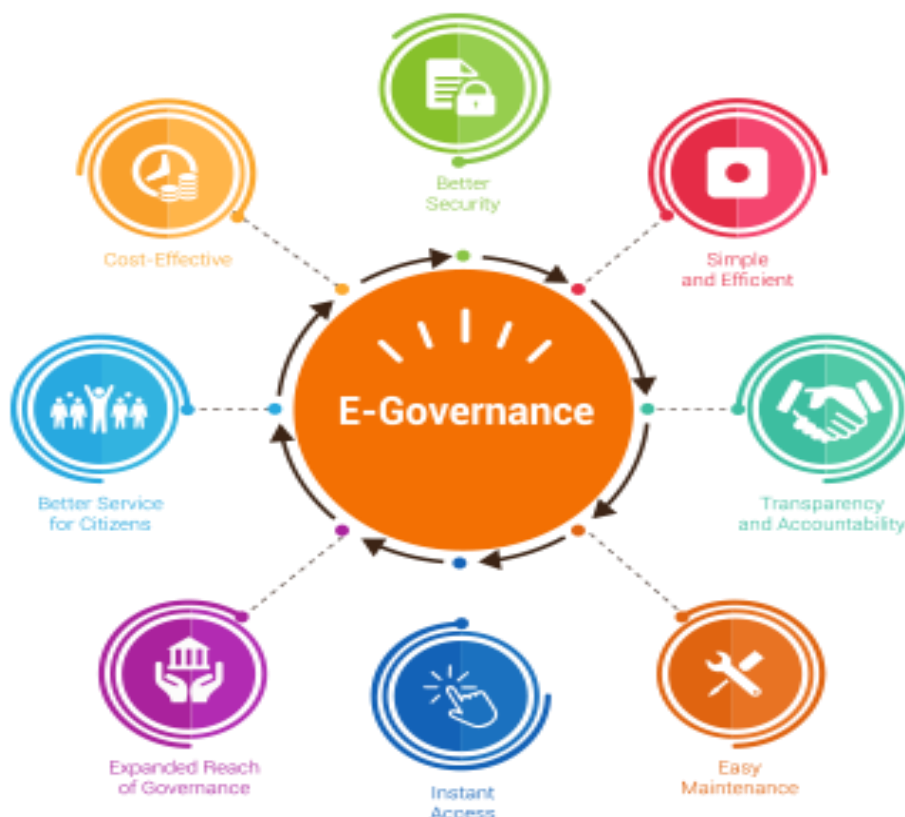 Better
Security
Cost-Effective
Simple
and Efficient
E-Governance
Better Service
for Citizens
Transparency
and Accountability
Expanded Reach
of Governance
Instant
Access
Easy
Maintenance